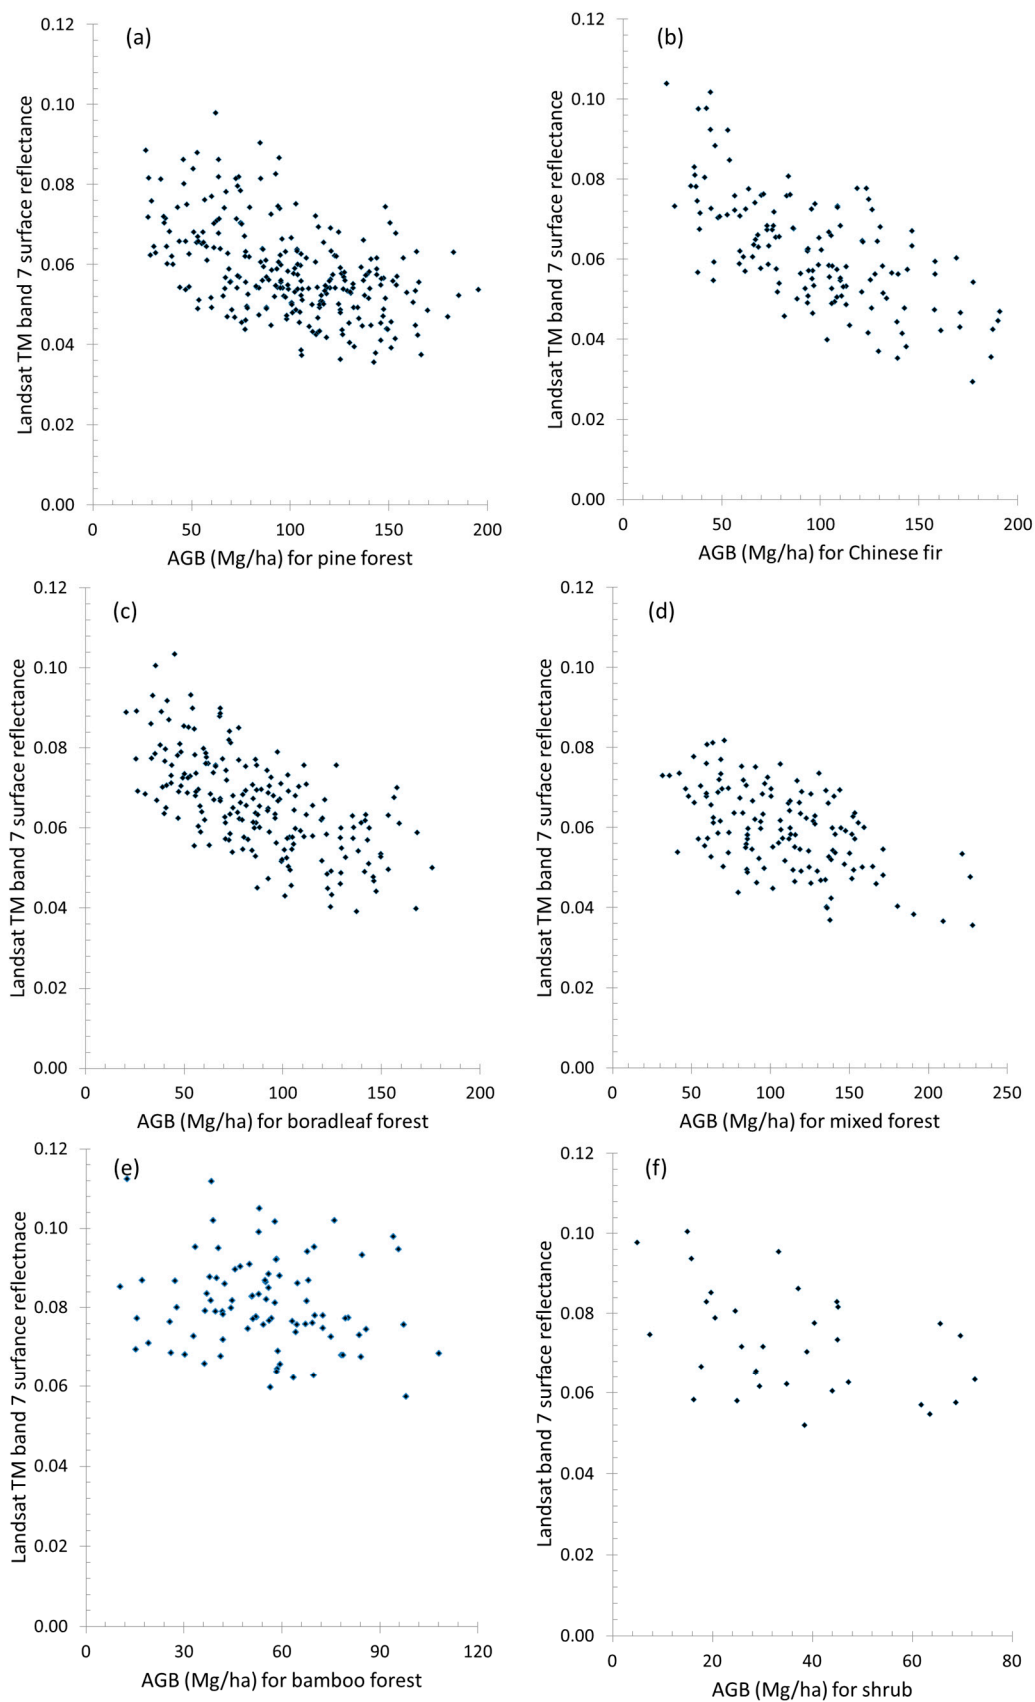 (a)
Landsat TM band 7 surface reflectance
0.12
0.10
0.08
0.06
0.04
0.02
0.00
0 50 100 150 200
AGB (Mg/ha) for pine forest
(b)
Landsat TM band 7 surface reflectance
0.12
0.10
0.08
0.06
0.04
0.02
0.00
0 50 100 150 200
AGB (Mg/ha) for Chinese fir
(c)
Landsat TM band 7 surface reflectance
0.12
0.10
0.08
0.06
0.04
0.02
0.00
0 50 100 150 200
AGB (Mg/ha) for boradleaf forest
(d)
Landsat TM band 7 surface reflectance
0.12
0.10
0.08
0.06
0.04
0.02
0.00
0 50 100 150 200 250
AGB (Mg/ha) for mixed forest
(e)
Landsat TM band 7 surfance reflectnace
0.12
0.10
0.08
0.06
0.04
0.02
0.00
0 30 60 90 120
AGB (Mg/ha) for bamboo forest
(f)
Landsat band 7 surface reflectance
0.12
0.10
0.08
0.06
0.04
0.02
0.00
0 20 40 60 80
AGB (Mg/ha) for shrub